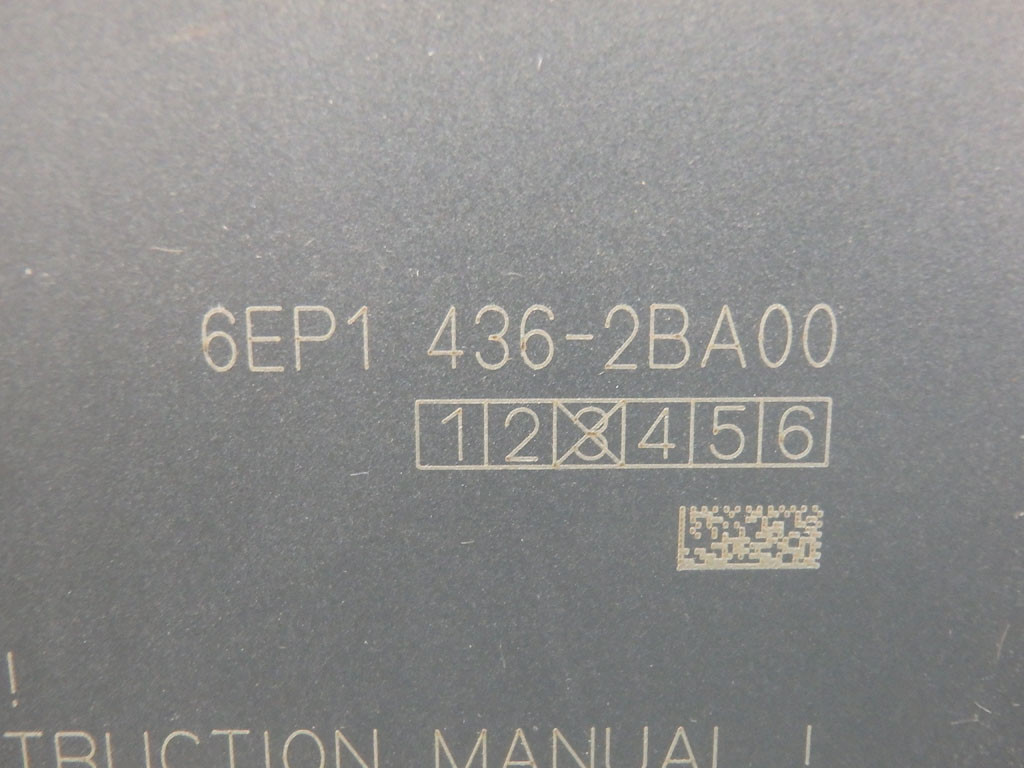 6EP1 436-2BA00
1 2 3 4 5 6
!
TRUCTION MANUAL !